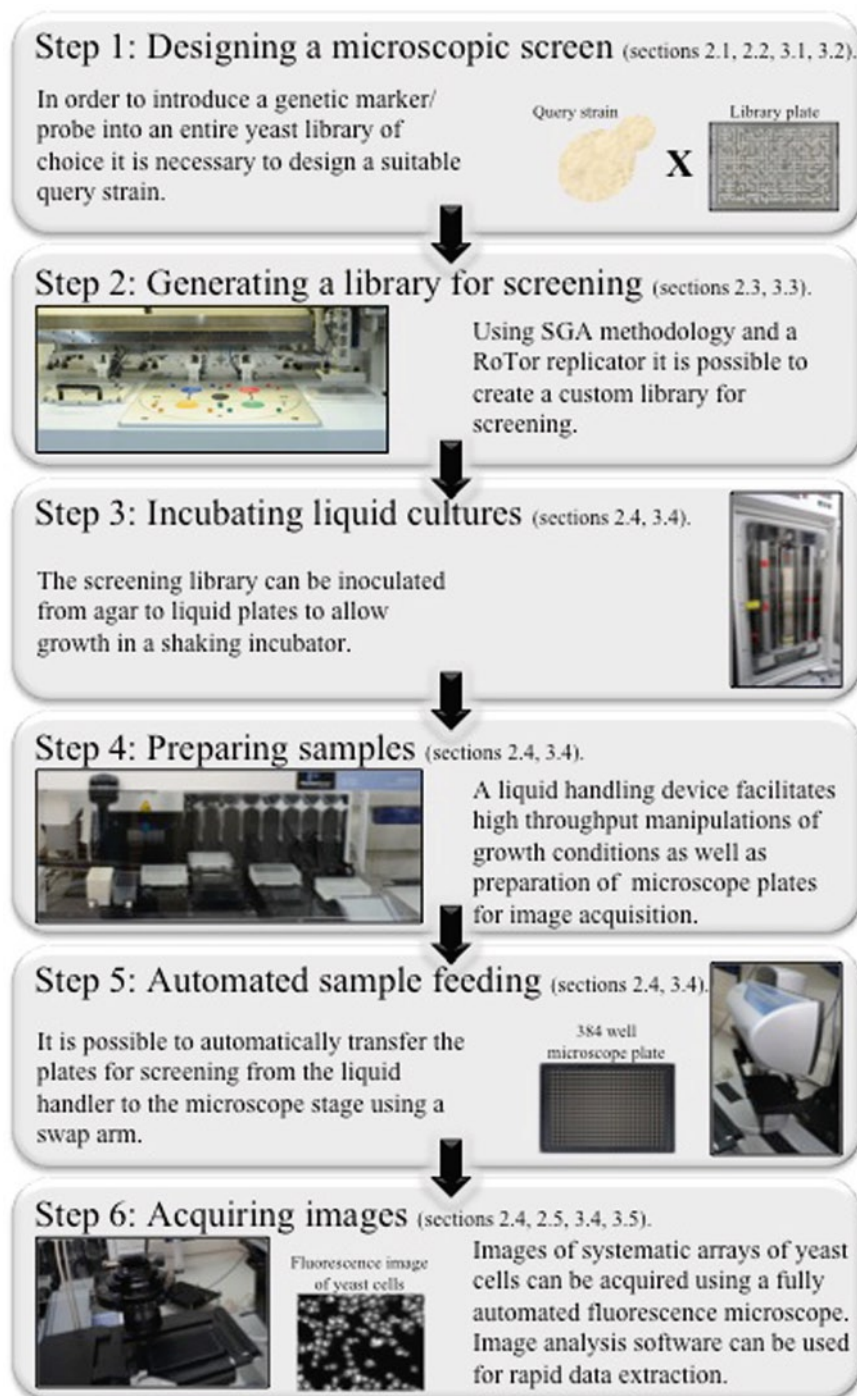 Step 1: Designing a microscopic screen (sections 2.1, 2.2, 3.1, 3.2).
In order to introduce a genetic marker/
probe into an entire yeast library of
choice it is necessary to design a suitable
query strain.
Query strain
X
Library plate
Step 2: Generating a library for screening (sections 2.3, 3.3).
Using SGA methodology and a
RoTor replicator it is possible to
create a custom library for
screening.
Step 3: Incubating liquid cultures (sections 2.4, 3.4).
The screening library can be inoculated
from agar to liquid plates to allow
growth in a shaking incubator.
Step 4: Preparing samples (sections 2.4, 3.4).
A liquid handling device facilitates
high throughput manipulations of
growth conditions as well as
preparation of microscope plates
for image acquisition.
Step 5: Automated sample feeding (sections 2.4, 3.4).
It is possible to automatically transfer the
plates for screening from the liquid
handler to the microscope stage using a
swap arm.
384 well
microscope plate
Step 6: Acquiring images (sections 2.4, 2.5, 3.4, 3.5).
Fluorescence image
of yeast cells
Images of systematic arrays of yeast
cells can be acquired using a fully
automated fluorescence microscope.
Image analysis software can be used
for rapid data extraction.